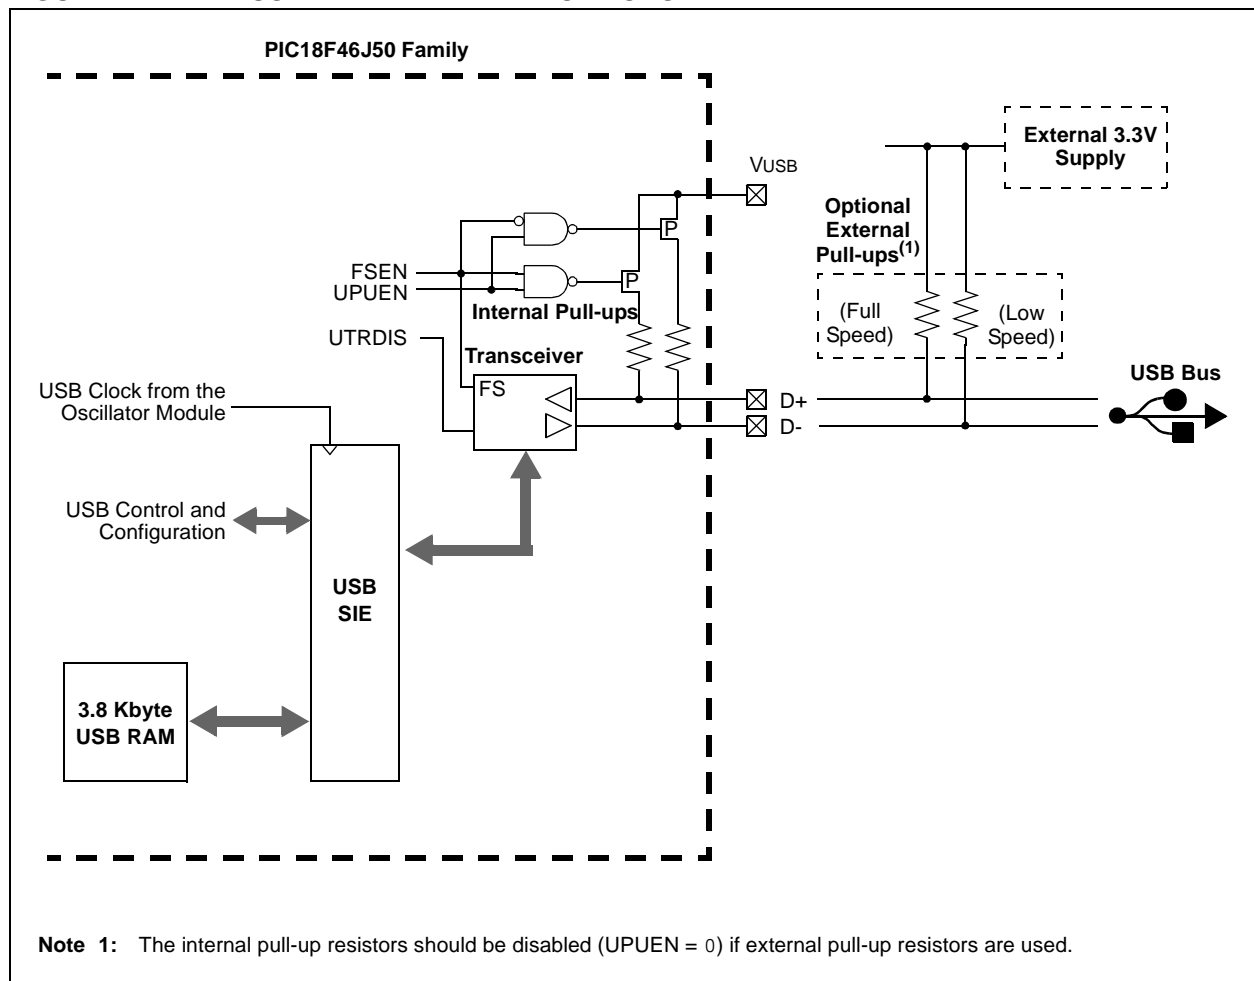 PIC18F46J50 Family
External 3.3V
Supply
VUSB
Optional
External
Pull-ups(1)
P
P
FSEN
UPUEN
Internal Pull-ups
(Full
Speed)
(Low
Speed)
UTRDIS
Transceiver
FS
USB Bus
USB Clock from the
Oscillator Module
D+
D-
USB Control and
Configuration
USB
SIE
3.8 Kbyte
USB RAM
Note 1: The internal pull-up resistors should be disabled (UPUEN = 0) if external pull-up resistors are used.